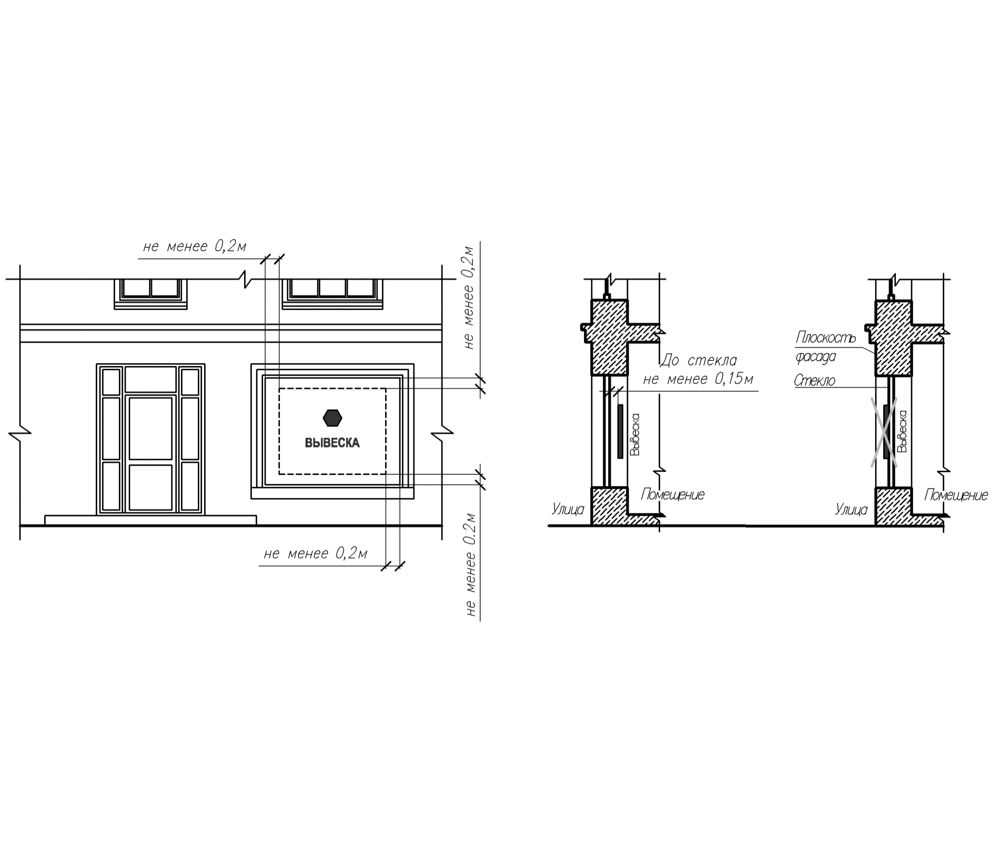 не менее 0,2м
не менее 0,2м
ВЫВЕСКА
не менее 0,2м
не менее 0.2м
До стекла
не менее 0,15м
Вывеска
Помещение
Улица
Плоскость
фасада
Стекло
Вывеска
Помещение
Улица